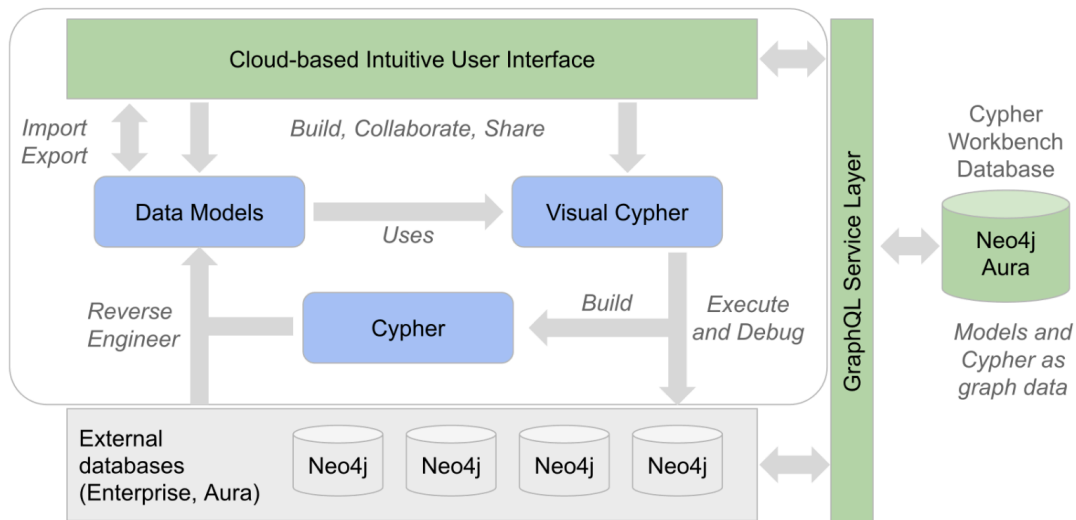 Cloud-based Intuitive User Interface
Import
Export
Build, Collaborate, Share
Data Models
Uses
Visual Cypher
Reverse
Engineer
Cypher
Build
Execute
and Debug
External
databases
(Enterprise, Aura)
Neo4j
Neo4j
Neo4j
Neo4j
GraphQL Service Layer
Cypher
Workbench
Database
Neo4j
Aura
Models and
Cypher as
graph data